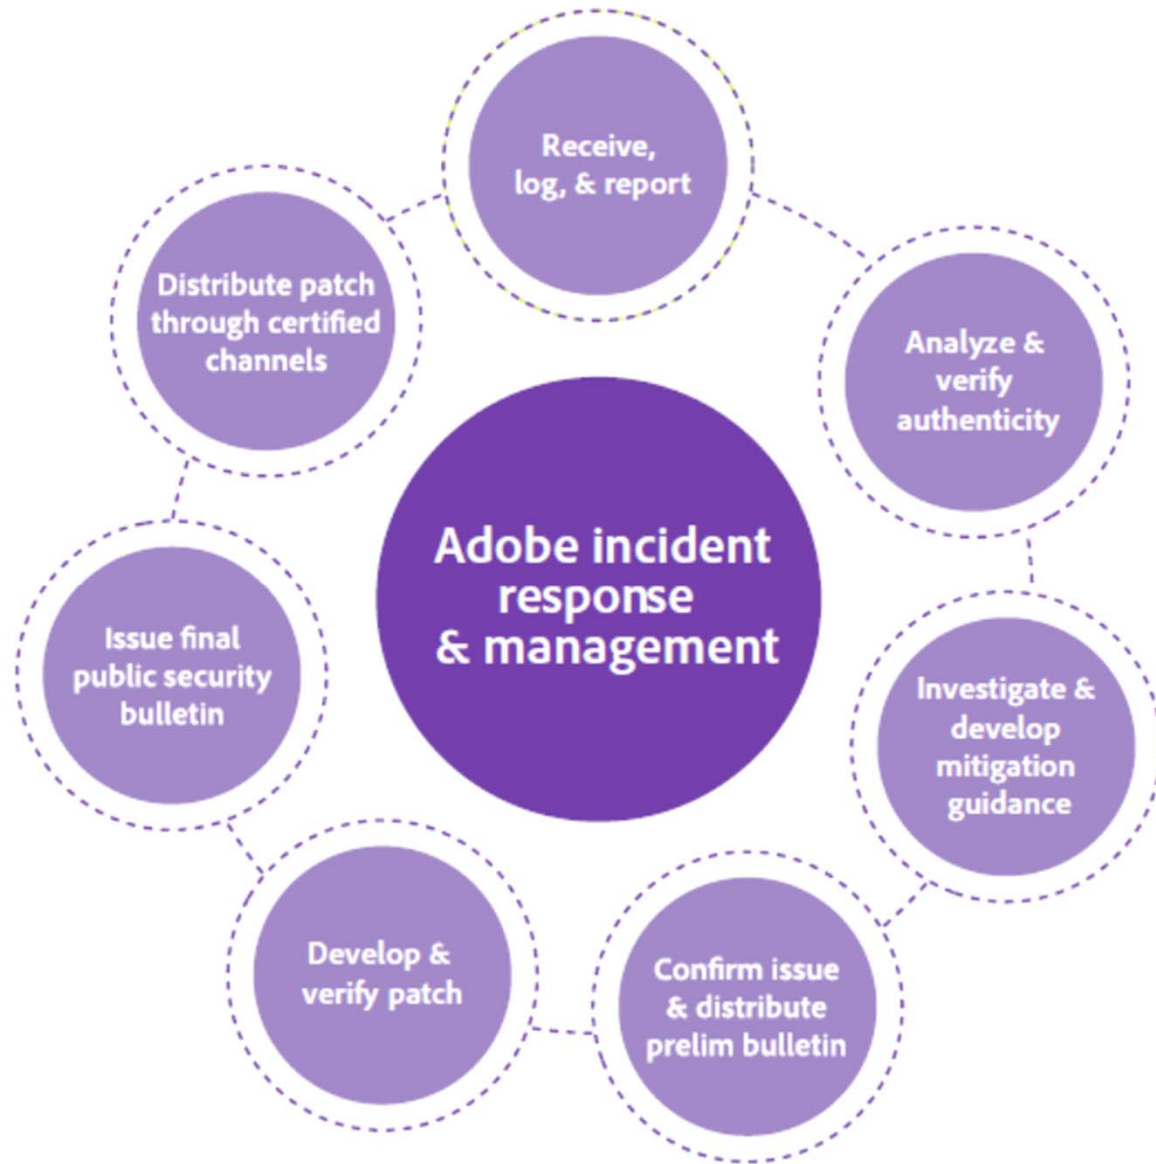 Receive,
log, & report
Analyze &
verify
authenticity
Investigate &
develop
mitigation
guidance
Confirm issue
& distribute
prelim bulletin
Develop &
verify patch
Issue final
public security
bulletin
Distribute patch
through certified
channels
Adobe incident
response
& management